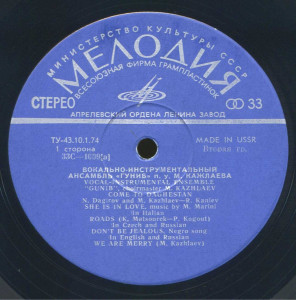 МИНИСТЕРСТВО КУЛЬТУРЫ СССР
МЕЛОДИЯ
ВСЕСОЮЗНАЯ ФИРМА ГРАМПЛАСТИНОК
СТЕРЕО
33
АПРЕЛЕВСКИЙ ОРДЕНА ЛЕНИНА ЗАВОД
ТУ-43.10.1.74
MADE IN USSR
1 сторона
Вторая гр.
ВОКАЛЬНО-ИНСТРУМЕНТАЛЬНЫЙ
АНСАМБЛЬ «ГУНИБ» п. у М. КАЖЛАЕВА
VOCAL-INSTRUMENTAL ENSEMBLE
"GUNIB", choirmaster M. KAZHLAEV
COME TO DAGHESTAN
N. Dagirov and M. Kazhlaev—R.
SHE IS IN LOVE, music by M. Marini
In Italian
ROADS (K. — P.
In Czech and Russian
DON'T BE JEALOUS, Negro song
In English and Russian
WE ARE MERRY (M. Kazhlaev)